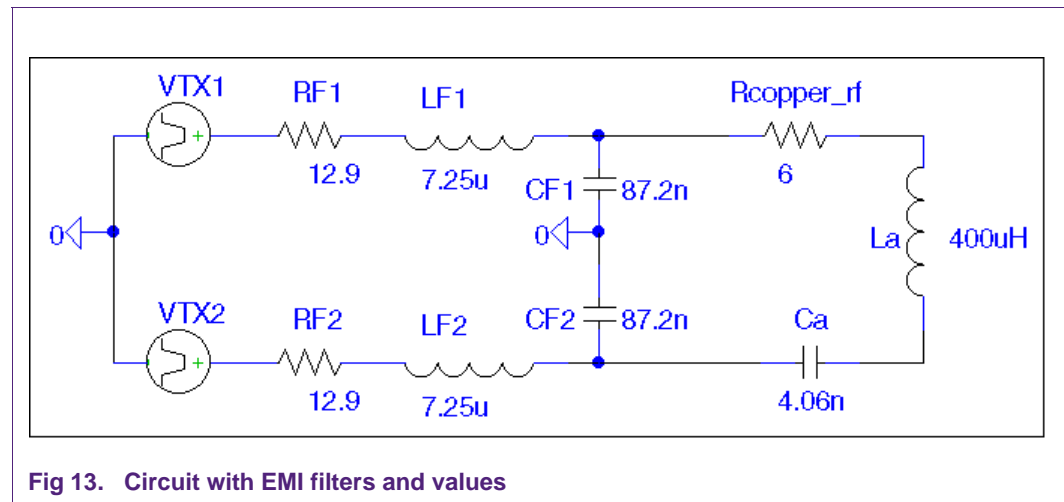 VTX1
RF1
LF1
Rcopper_rf
12.9
7.25u
CF1
87.2n
6
0
0
La
400uH
VTX2
RF2
LF2
CF2
87.2n
Ca
12.9
7.25u
4.06n
Fig 13. Circuit with EMI filters and values